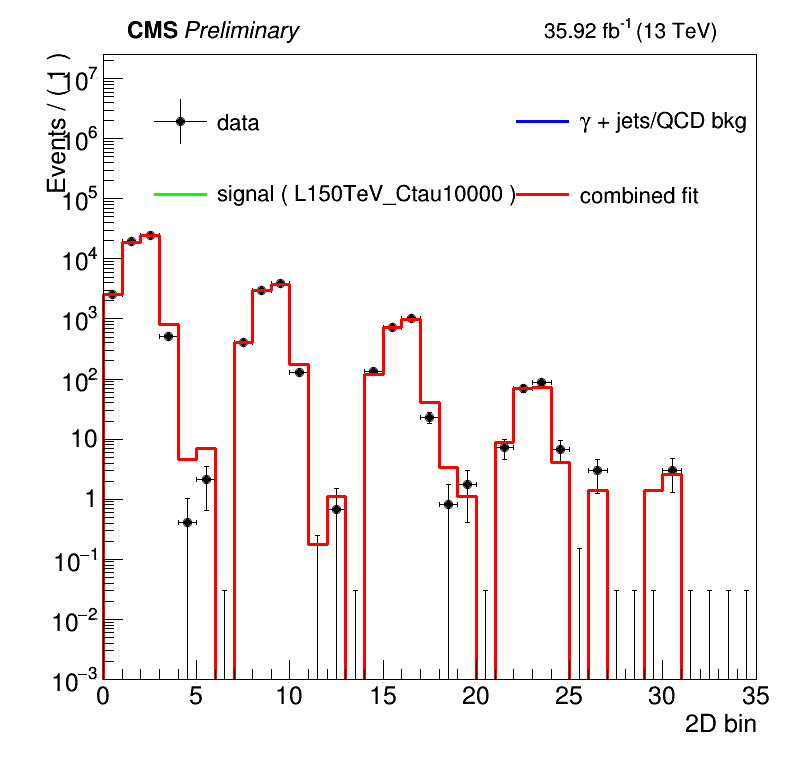 CMS Preliminary 35.92 fb⁻¹ (13 TeV)
Events / ( 1 )
10⁷
10⁶
10⁵
10⁴
10³
10²
10
1
10⁻¹
10⁻²
10⁻³
data
γ + jets/QCD bkg
signal ( L150TeV_Ctau10000 )
combined fit
0 5 10 15 20 25 30 35
2D bin